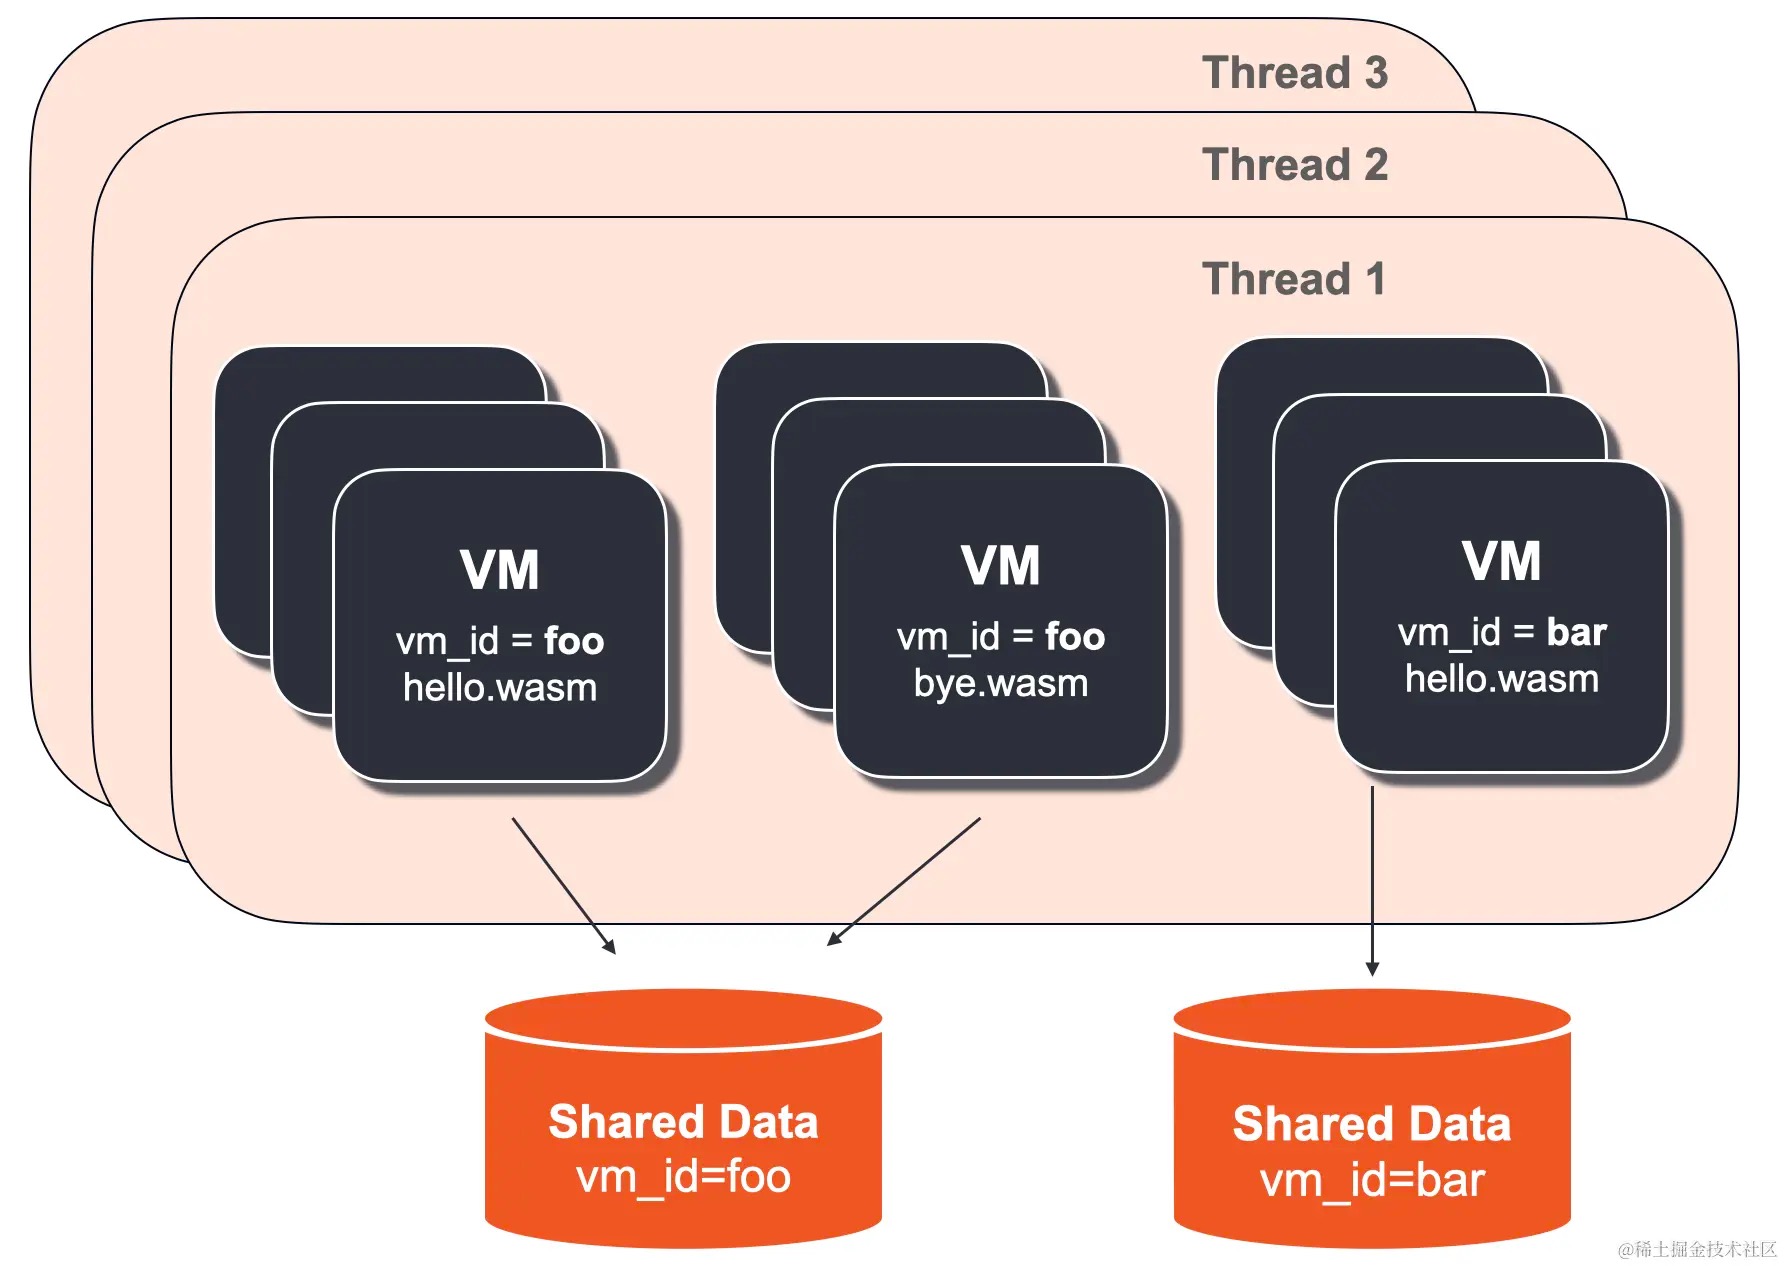 Thread 3
Thread 2
Thread 1
VM
vm_id = foo
hello.wasm
VM
vm_id = foo
bye.wasm
VM
vm_id = bar
hello.wasm
Shared Data
vm_id=foo
Shared Data
vm_id=bar
@稀土掘金技术社区